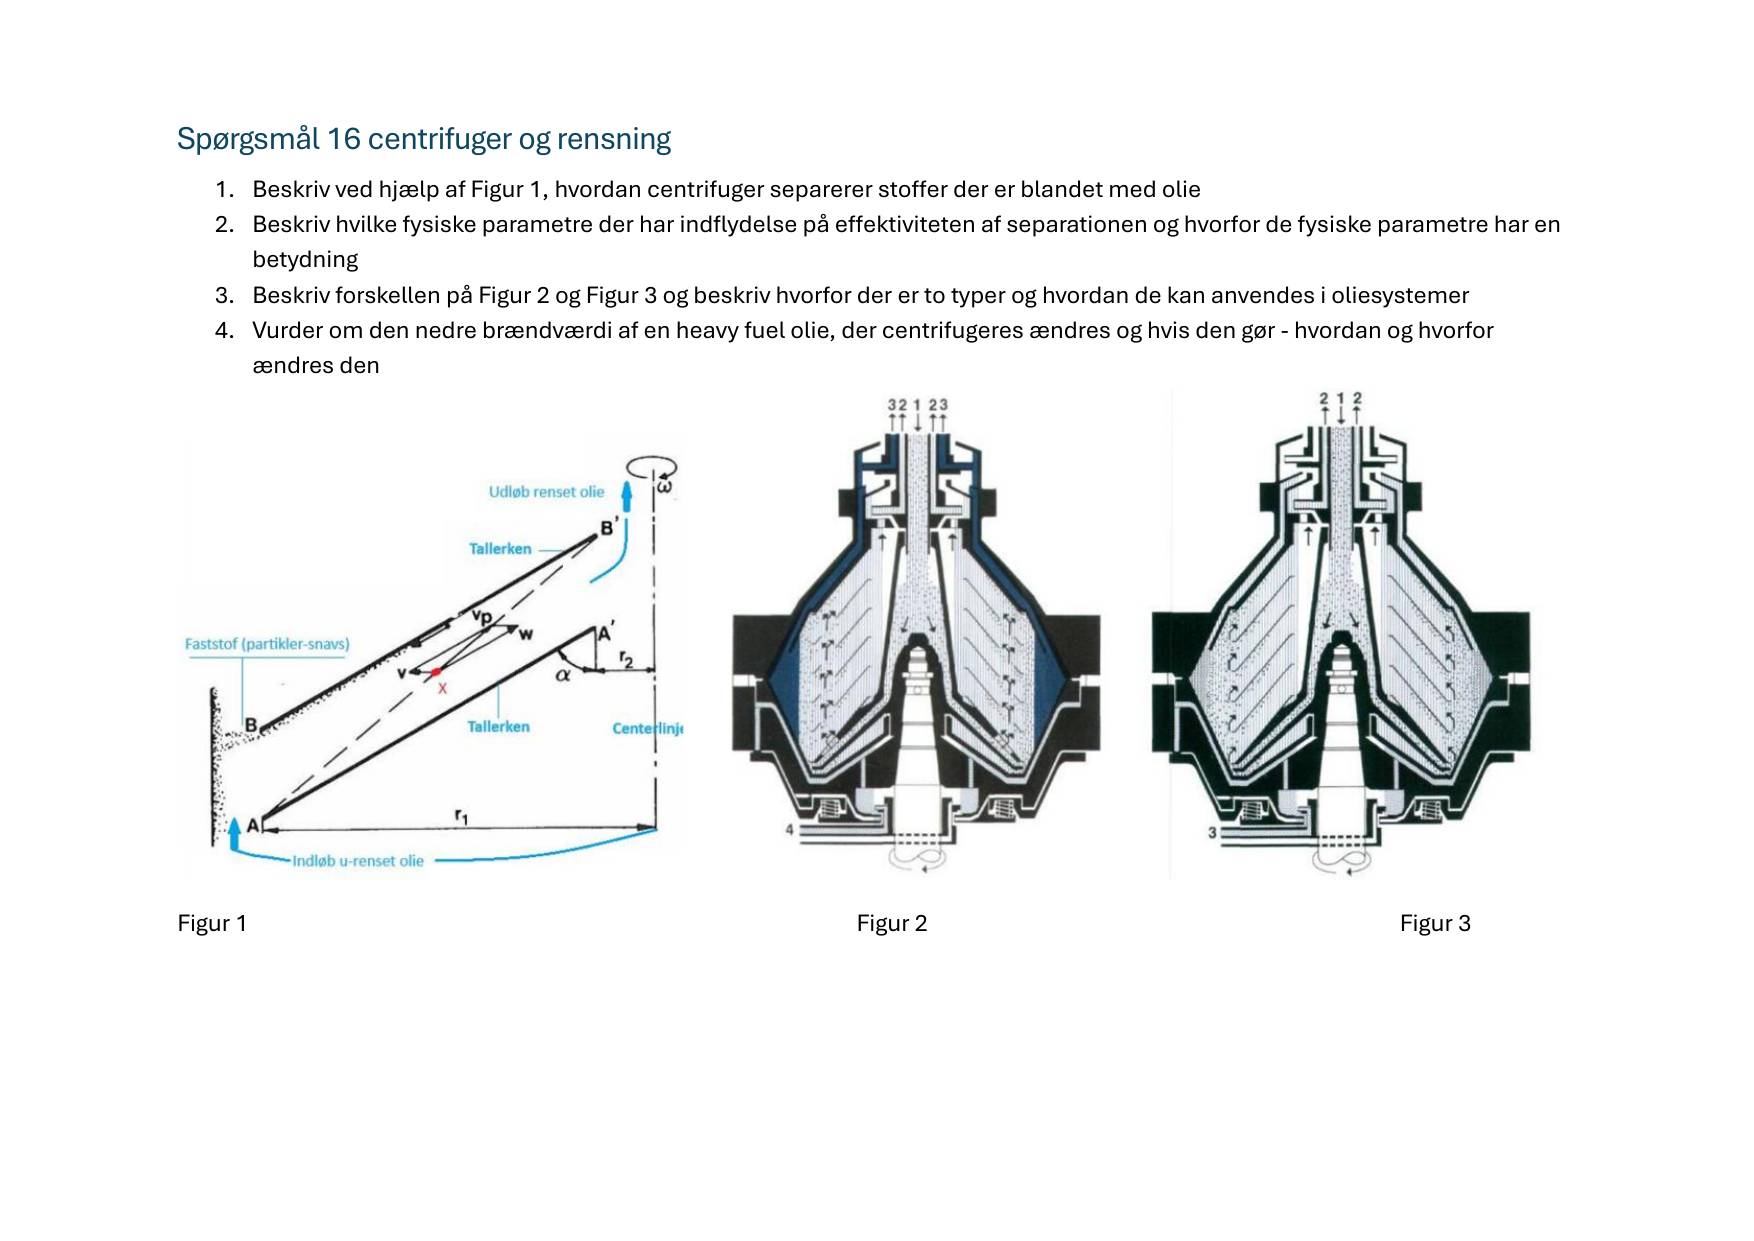 Spørgsmål 16 centrifuger og rensning
1. Beskriv ved hjælp af Figur 1, hvordan centrifuger separerer stoffer der er blandet med olie
2. Beskriv hvilke fysiske parametre der har indflydelse på effektiviteten af separationen og hvorfor de fysiske parametre har en
betydning
3. Beskriv forskellen på Figur 2 og Figur 3 og beskriv hvorfor der er to typer og hvordan de kan anvendes i oliesystemer
4. Vurder om den nedre brændværdi af en heavy fuel olie, der centrifugeres ændres og hvis den gør - hvordan og hvorfor
ændres den
ω
Udløb renset olie
B'
Tallerken
vp
w
A'
Faststof (partikler-snavs)
r2
v
X
α
B
Tallerken
Centerlinje
r1
A
Indløb u-renset olie
32 1 23
4
2 1 2
3
Figur 1
Figur 2
Figur 3